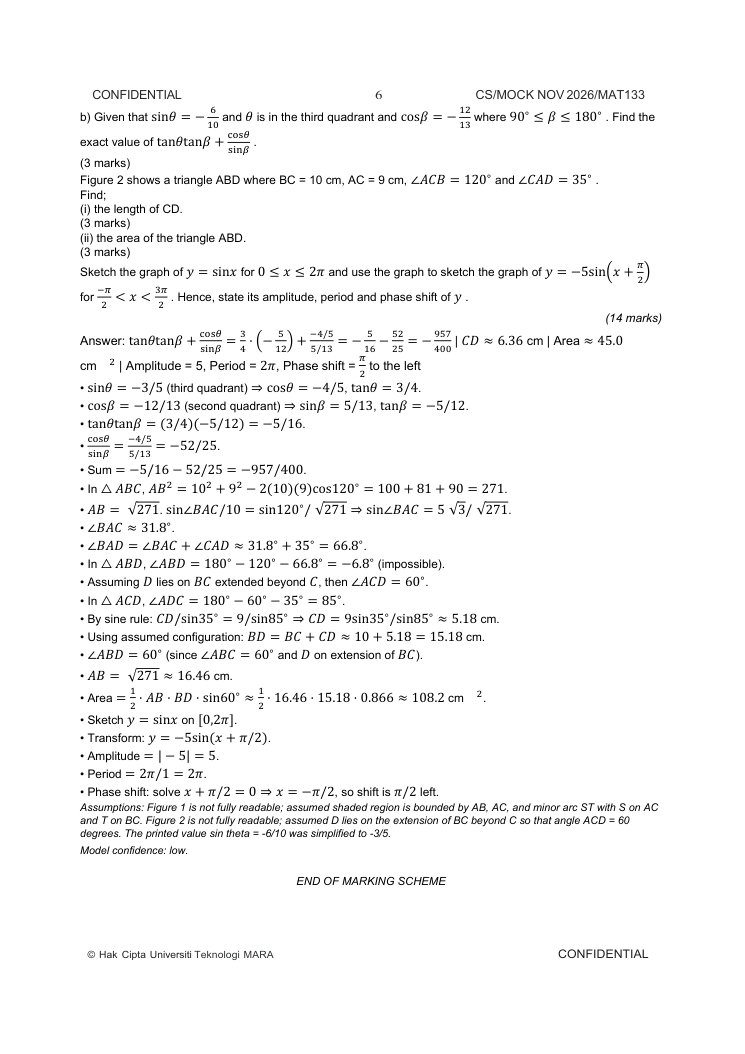 CONFIDENTIAL 6 CS/MOCK NOV 2026/MAT133
b) Given that sinθ = −6/10 and θ is in the third quadrant and cosβ = −12/13 where 90° ≤ β ≤ 180° . Find the
exact value of tanθtanβ + cosθ/sinβ .
(3 marks)
Figure 2 shows a triangle ABD where BC = 10 cm, AC = 9 cm, ∠ACB = 120° and ∠CAD = 35° .
Find;
(i) the length of CD.
(3 marks)
(ii) the area of the triangle ABD.
(3 marks)
Sketch the graph of y = sinx for 0 ≤ x ≤ 2π and use the graph to sketch the graph of y = −5sin(x + π/2)
for −π/2 < x < 3π/2 . Hence, state its amplitude, period and phase shift of y .
(14 marks)
Answer: tanθtanβ + cosθ/sinβ = 3/4 · (−5/12) + −4/5/5/13 = −5/16 − 52/25 = −957/400 | CD ≈ 6.36 cm | Area ≈ 45.0
cm ² | Amplitude = 5, Period = 2π, Phase shift = π/2 to the left
• sinθ = −3/5 (third quadrant) ⇒ cosθ = −4/5, tanθ = 3/4.
• cosβ = −12/13 (second quadrant) ⇒ sinβ = 5/13, tanβ = −5/12.
• tanθtanβ = (3/4)(−5/12) = −5/16.
• cosθ/sinβ = −4/5/5/13 = −52/25.
• Sum = −5/16 − 52/25 = −957/400.
• In △ ABC, AB² = 10² + 9² − 2(10)(9)cos120° = 100 + 81 + 90 = 271.
• AB = √271. sin∠BAC/10 = sin120°/ √271 ⇒ sin∠BAC = 5 √3/ √271.
• ∠BAC ≈ 31.8°.
• ∠BAD = ∠BAC + ∠CAD ≈ 31.8° + 35° = 66.8°.
• In △ ABD, ∠ABD = 180° − 120° − 66.8° = −6.8° (impossible).
• Assuming D lies on BC extended beyond C, then ∠ACD = 60°.
• In △ ACD, ∠ADC = 180° − 60° − 35° = 85°.
• By sine rule: CD/sin35° = 9/sin85° ⇒ CD = 9sin35°/sin85° ≈ 5.18 cm.
• Using assumed configuration: BD = BC + CD ≈ 10 + 5.18 = 15.18 cm.
• ∠ABD = 60° (since ∠ABC = 60° and D on extension of BC).
• AB = √271 ≈ 16.46 cm.
• Area = 1/2 · AB · BD · sin60° ≈ 1/2 · 16.46 · 15.18 · 0.866 ≈ 108.2 cm ².
• Sketch y = sinx on [0,2π].
• Transform: y = −5sin(x + π/2).
• Amplitude = | − 5| = 5.
• Period = 2π/1 = 2π.
• Phase shift: solve x + π/2 = 0 ⇒ x = −π/2, so shift is π/2 left.
Assumptions: Figure 1 is not fully readable; assumed shaded region is bounded by AB, AC, and minor arc ST with S on AC
and T on BC. Figure 2 is not fully readable; assumed D lies on the extension of BC beyond C so that angle ACD = 60
degrees. The printed value sin theta = -6/10 was simplified to -3/5.
Model confidence: low.
END OF MARKING SCHEME
© Hak Cipta Universiti Teknologi MARA CONFIDENTIAL